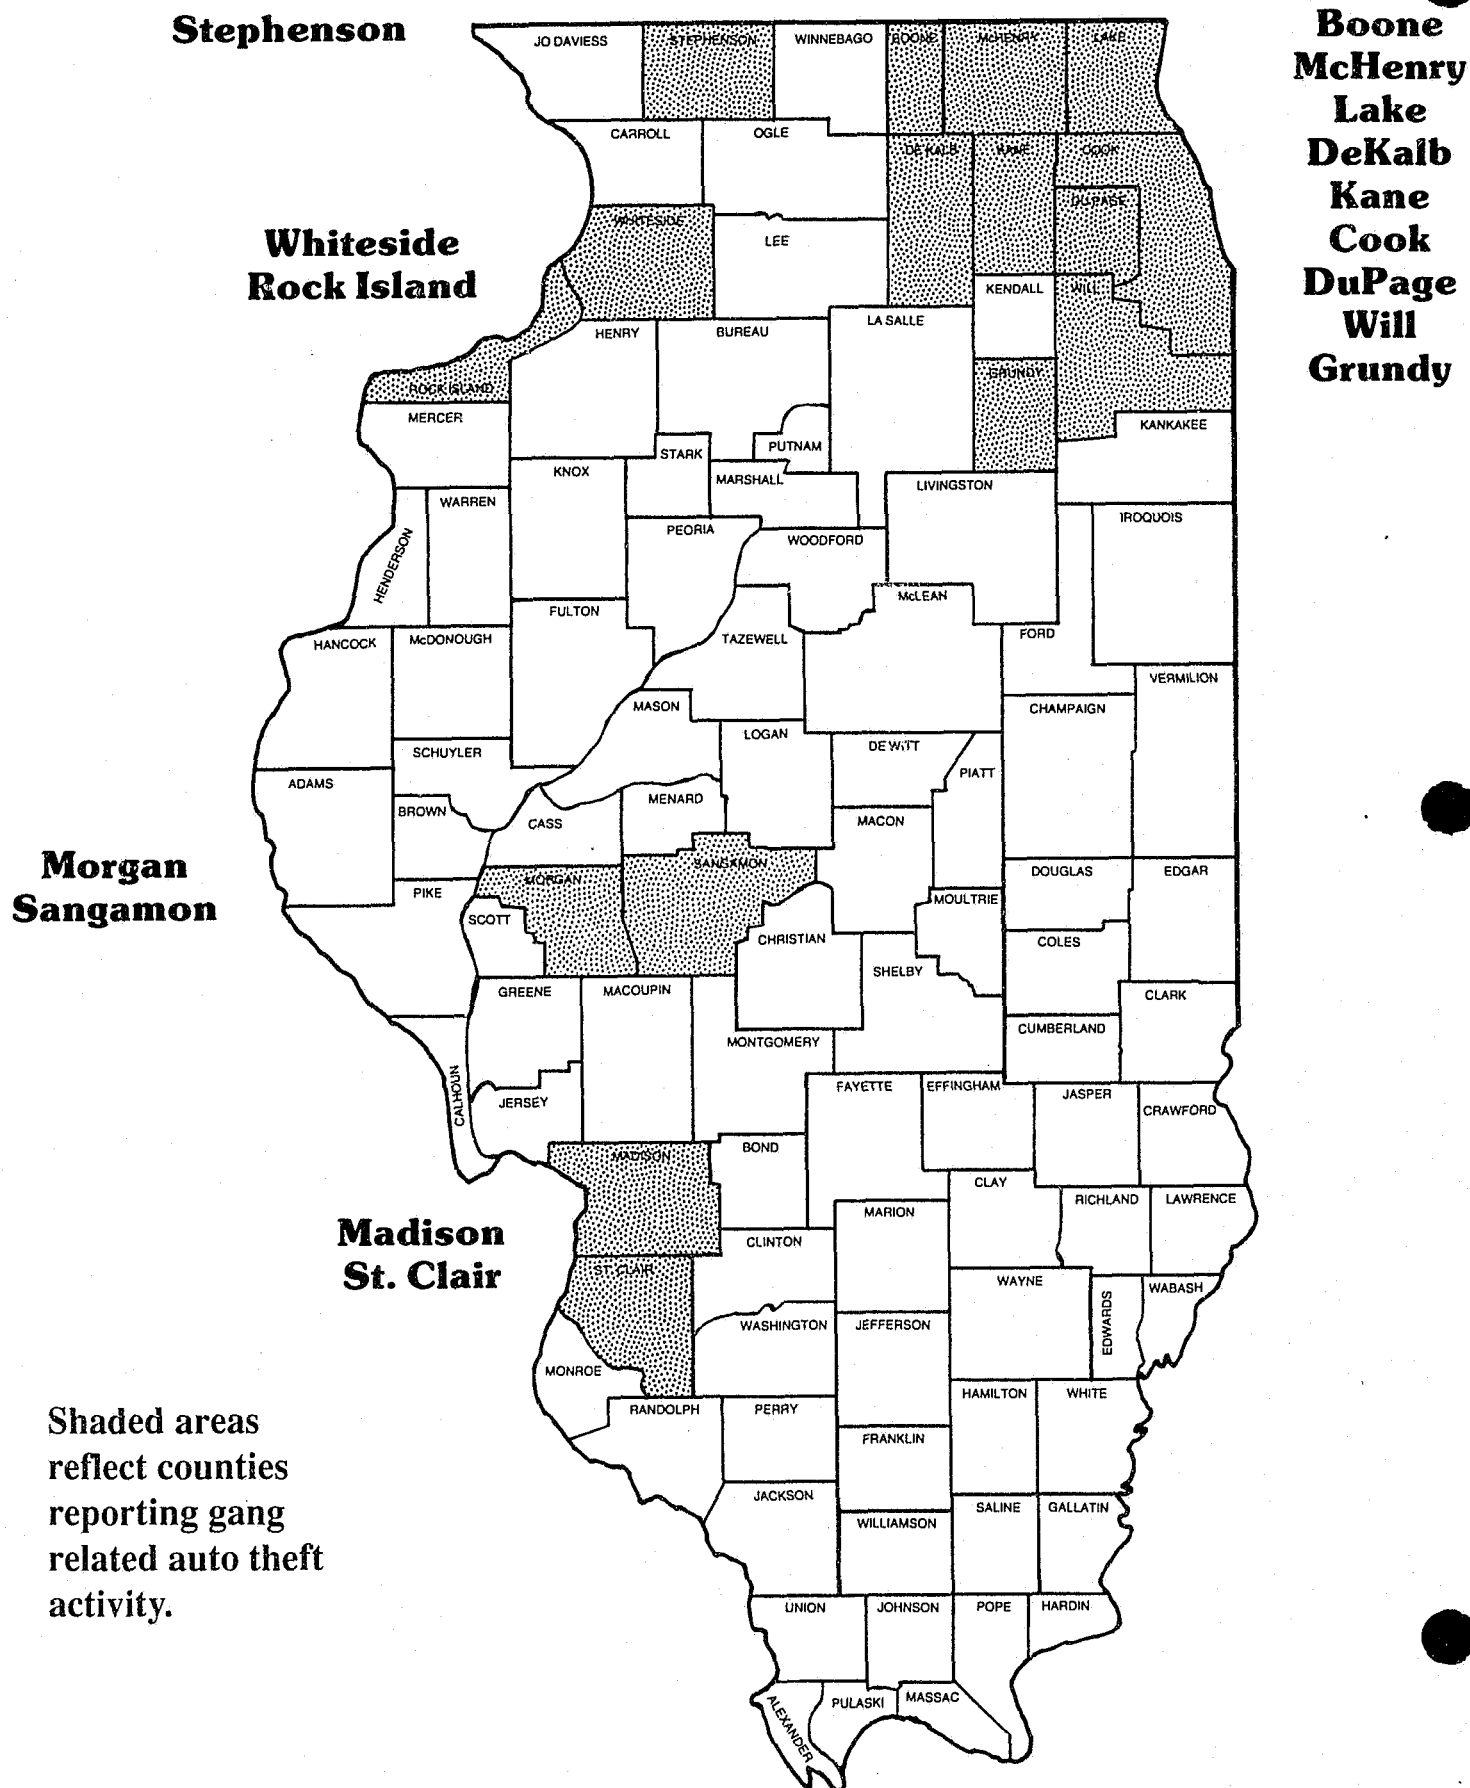 Stephenson
Boone
McHenry
Lake
DeKalb
Kane
Cook
DuPage
Will
Grundy
JO DAVIESS
STEPHENSON
WINNEBAGO
BOONE
McHENRY
LAKE
CARROLL
OGLE
DE KALB
KANE
COOK
DU PAGE
Whiteside
Rock Island
WHITESIDE
LEE
KENDALL
WILL
HENRY
BUREAU
LA SALLE
GRUNDY
ROCK ISLAND
MERCER
KANKAKEE
PUTNAM
STARK
KNOX
MARSHALL
LIVINGSTON
WARREN
IROQUOIS
PEORIA
WOODFORD
HENDERSON
McLEAN
FULTON
FORD
HANCOCK
McDONOUGH
TAZEWELL
VERMILION
MASON
CHAMPAIGN
LOGAN
DE WITT
SCHUYLER
PIATT
ADAMS
MENARD
BROWN
CASS
MACON
Morgan
Sangamon
SANGAMON
MORGAN
DOUGLAS
EDGAR
PIKE
MOULTRIE
SCOTT
CHRISTIAN
COLES
SHELBY
GREENE
MACOUPIN
CLARK
CUMBERLAND
MONTGOMERY
CALHOUN
FAYETTE
EFFINGHAM
JASPER
JERSEY
CRAWFORD
BOND
MADISON
CLAY
RICHLAND
LAWRENCE
MARION
Madison
St. Clair
CLINTON
ST. CLAIR
WAYNE
WABASH
EDWARDS
WASHINGTON
JEFFERSON
MONROE
HAMILTON
WHITE
RANDOLPH
PERRY
FRANKLIN
Shaded areas
reflect counties
reporting gang
related auto theft
activity.
JACKSON
SALINE
GALLATIN
WILLIAMSON
UNION
JOHNSON
POPE
HARDIN
ALEXANDER
PULASKI
MASSAC